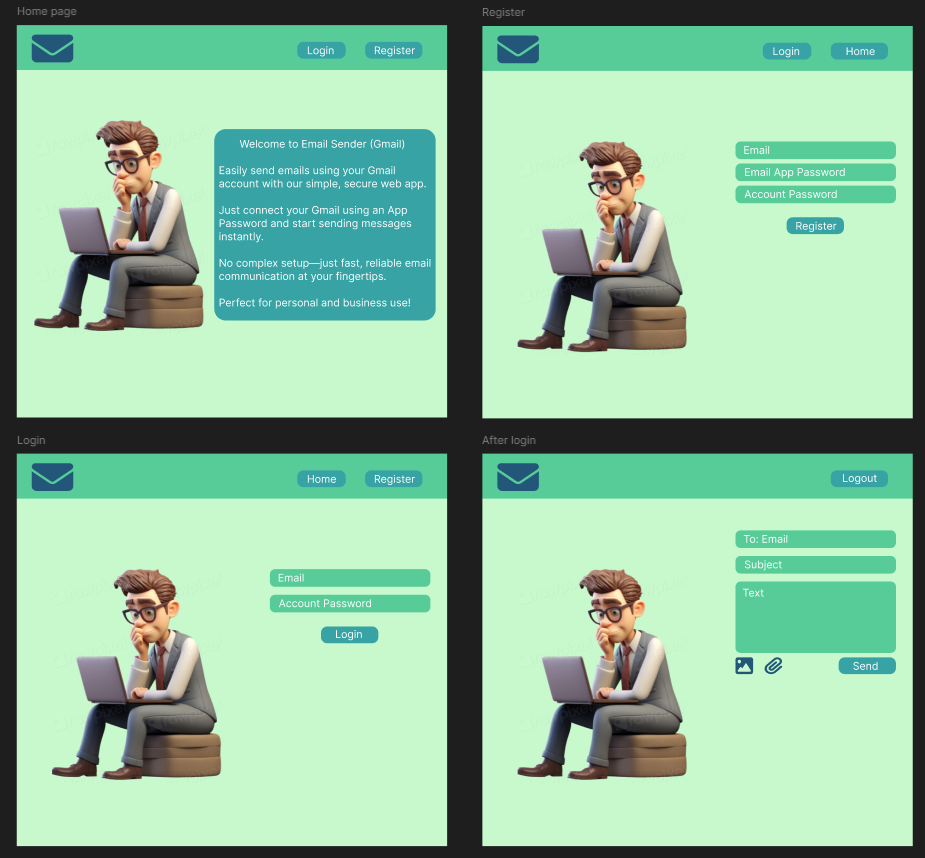 Home page
Login
Register
Welcome to Email Sender (Gmail)
Easily send emails using your Gmail
account with our simple, secure web app.
Just connect your Gmail using an App
Password and start sending messages
instantly.
No complex setup—just fast, reliable email
communication at your fingertips.
Perfect for personal and business use!
Register
Login
Home
Email
Email App Password
Account Password
Register
Login
Home
Register
Email
Account Password
Login
After login
Logout
To: Email
Subject
Text
Send